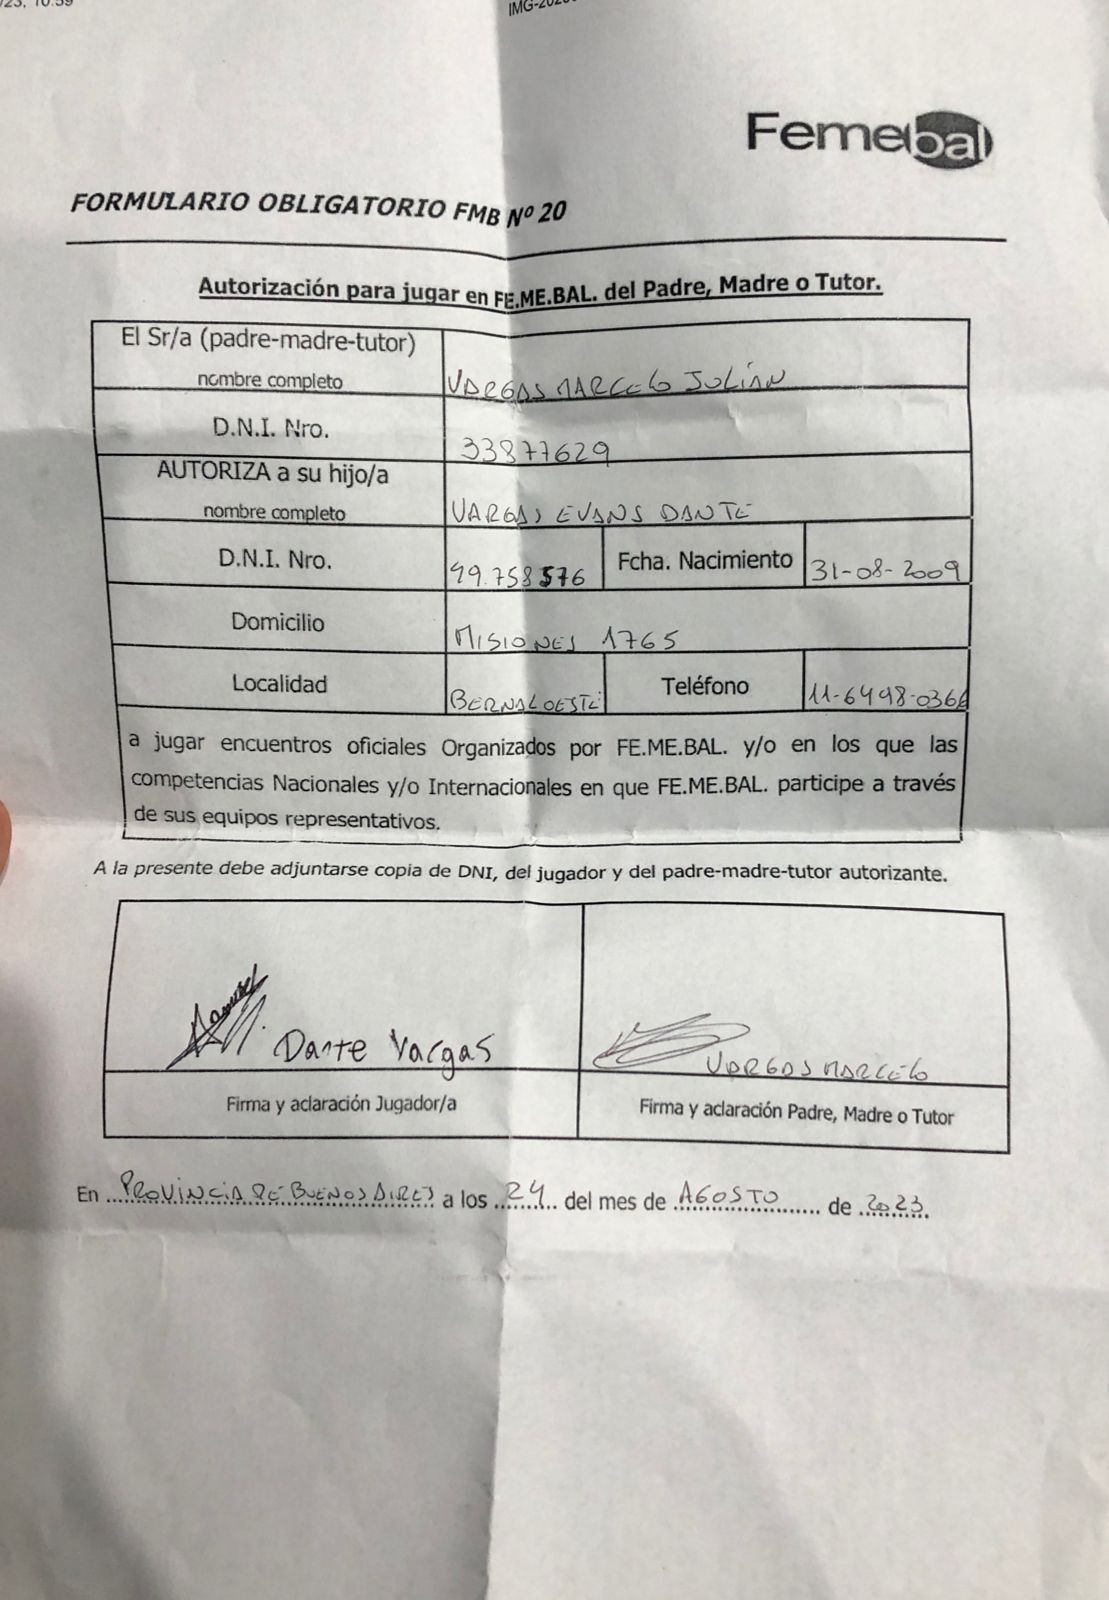 /23, 10:59
Femebal
FORMULARIO OBLIGATORIO FMB Nº 20
Autorización para jugar en FE.ME.BAL. del Padre, Madre o Tutor.
El Sr/a (padre-madre-tutor)
nombre completo
VARGAS MARCELO JULIÁN
D.N.I. Nro.
33877629
AUTORIZA a su hijo/a
nombre completo
VARGAS EVANS DANTE
D.N.I. Nro.
49.758576
Fcha. Nacimiento
31-08-2009
Domicilio
MISIONES 1765
Localidad
BERNAL OESTE
Teléfono
11-6498-0366
a jugar encuentros oficiales Organizados por FE.ME.BAL. y/o en los que las
competencias Nacionales y/o Internacionales en que FE.ME.BAL. participe a través
de sus equipos representativos.
A la presente debe adjuntarse copia de DNI, del jugador y del padre-madre-tutor autorizante.
Dante Vargas
VARGAS MARCELO
Firma y aclaración Jugador/a
Firma y aclaración Padre, Madre o Tutor
En PROVINCIA DE BUENOS AIRES a los 24 del mes de AGOSTO de 2023.